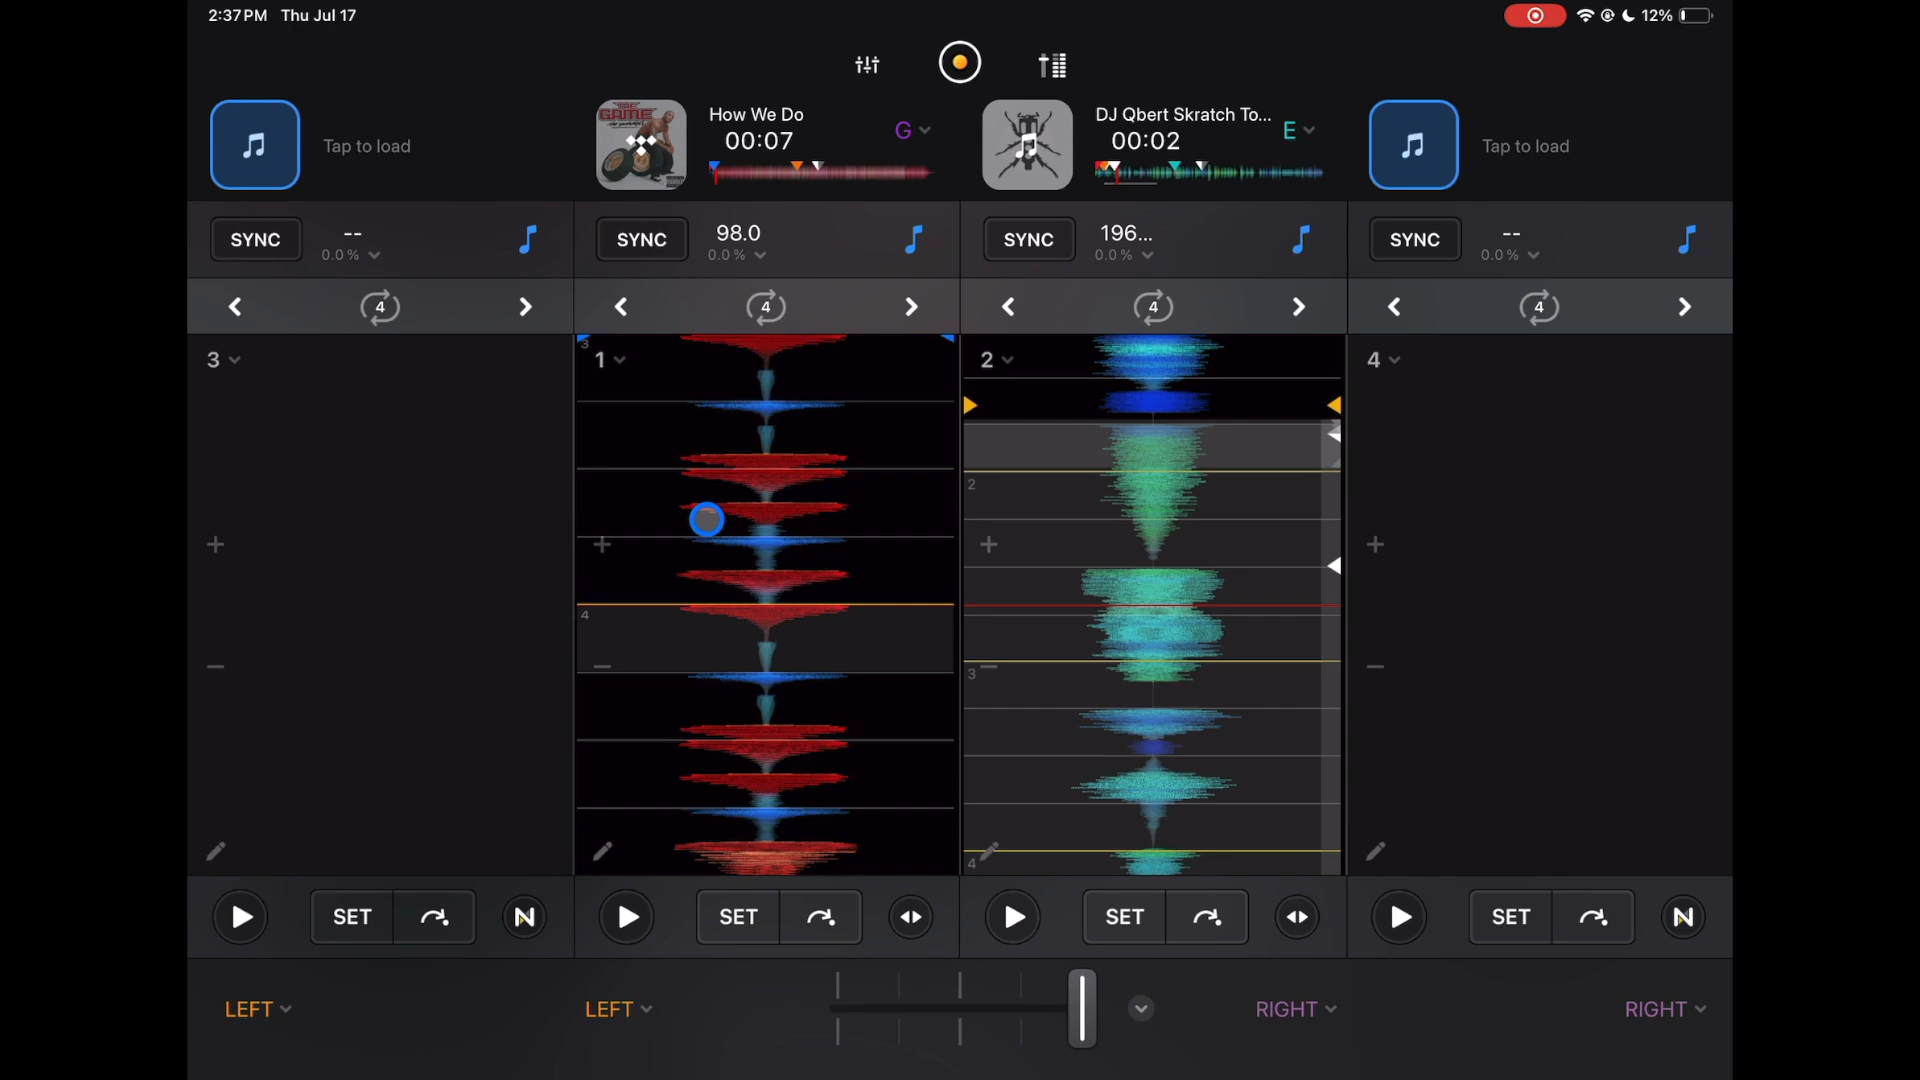 2:37 PM Thu Jul 17
12%
Tap to load
THE GAME
How We Do
00:07
G
DJ Qbert Skratch To...
00:02
E
Tap to load
SYNC
--
0.0 %
SYNC
98.0
0.0 %
SYNC
196...
0.0 %
SYNC
--
0.0 %
4
4
4
4
3
3
1
2
4
2
4
3
4
SET
N
SET
SET
SET
N
LEFT
LEFT
RIGHT
RIGHT